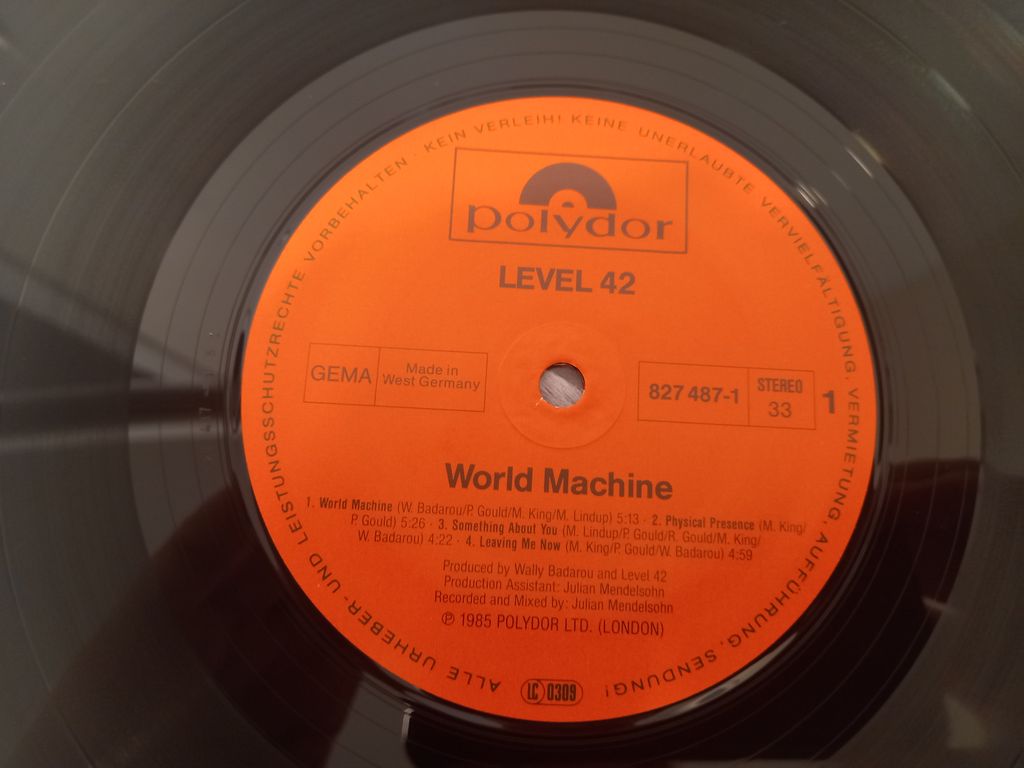 ALLE URHEBER- UND LEISTUNGSSCHUTZRECHTE VORBEHALTEN · KEIN VERLEIH! KEINE UNERLAUBTE VERVIELFÄLTIGUNG, VERMIETUNG, AUFFÜHRUNG, SENDUNG!
polydor
LEVEL 42
GEMA
Made in
West Germany
827 487-1
STEREO
33
1
World Machine
1. World Machine (W. Badarou/P. Gould/M. King/M. Lindup) 5:13 · 2. Physical Presence (M. King/
P. Gould) 5:26 · 3. Something About You (M. Lindup/P. Gould/R. Gould/M. King/
W. Badarou) 4:22 · 4. Leaving Me Now (M. King/P. Gould/W. Badarou) 4:59
Produced by Wally Badarou and Level 42
Production Assistant: Julian Mendelsohn
Recorded and Mixed by: Julian Mendelsohn
℗ 1985 POLYDOR LTD. (LONDON)
LC 0309